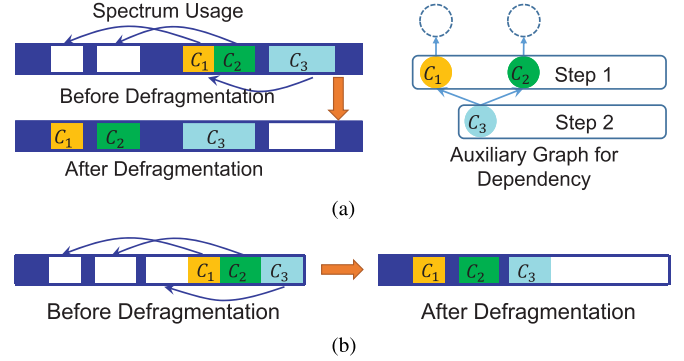 Spectrum Usage
C1 C2 C3
Before Defragmentation
C1 C2 C3
After Defragmentation
C1 C2 Step 1
C3 Step 2
Auxiliary Graph for
Dependency
(a)
C1 C2 C3
Before Defragmentation
C1 C2 C3
After Defragmentation
(b)